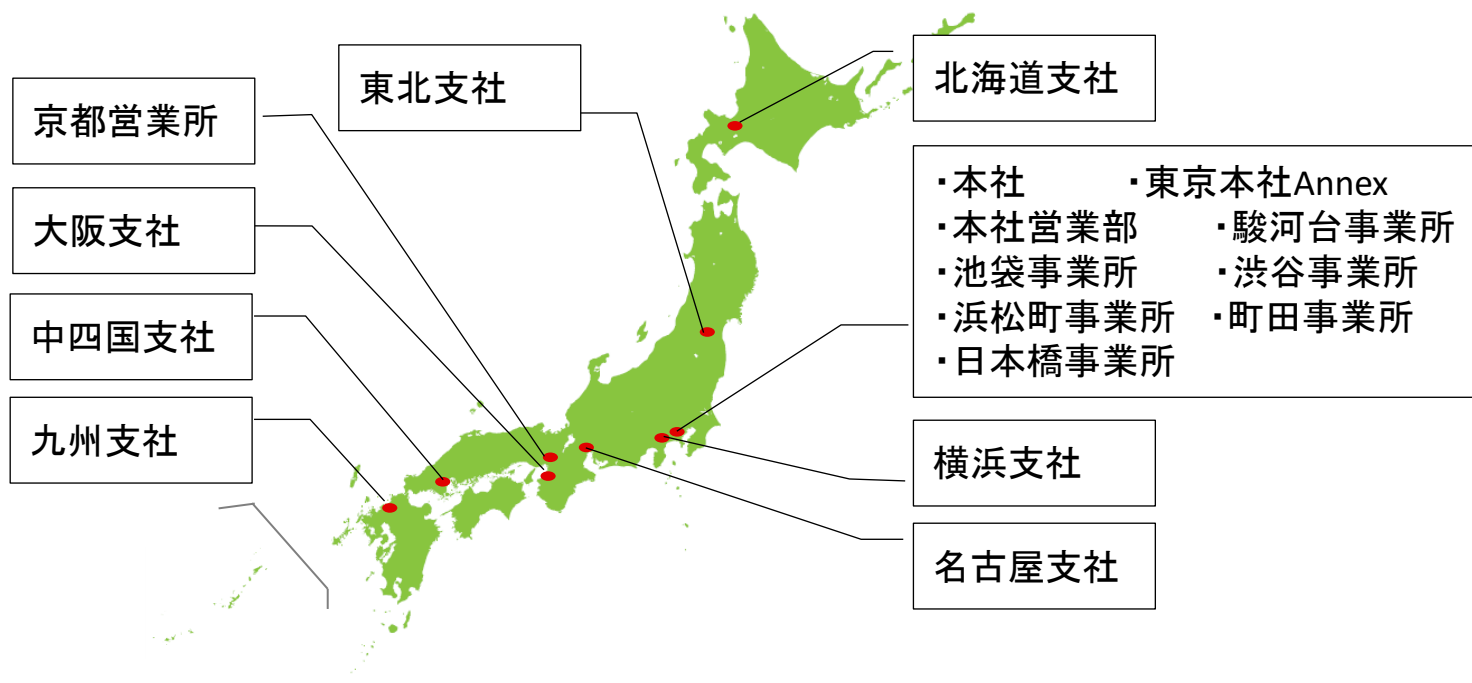 東北支社
北海道支社
京都営業所
大阪支社
中四国支社
九州支社
・本社 ・東京本社Annex
・本社営業部 ・駿河台事業所
・池袋事業所 ・渋谷事業所
・浜松町事業所 ・町田事業所
・日本橋事業所
横浜支社
名古屋支社